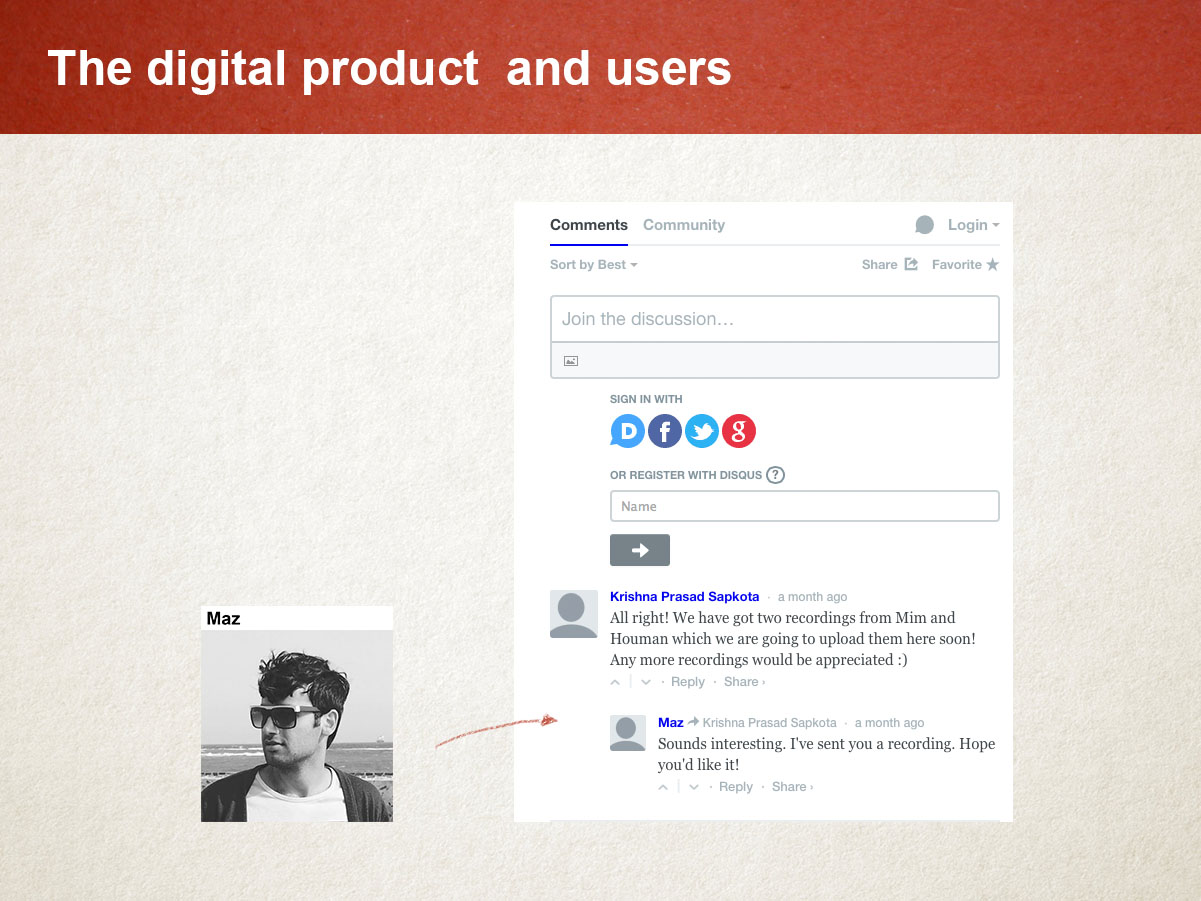 The digital product  and users
Comments Community Login
Sort by Best Share Favorite
Join the discussion…
SIGN IN WITH
D f g
OR REGISTER WITH DISQUS ?
Name
Krishna Prasad Sapkota · a month ago
All right! We have got two recordings from Mim and
Houman which we are going to upload them here soon!
Any more recordings would be appreciated :)
· Reply · Share ›
Maz
Maz Krishna Prasad Sapkota · a month ago
Sounds interesting. I've sent you a recording. Hope
you'd like it!
· Reply · Share ›